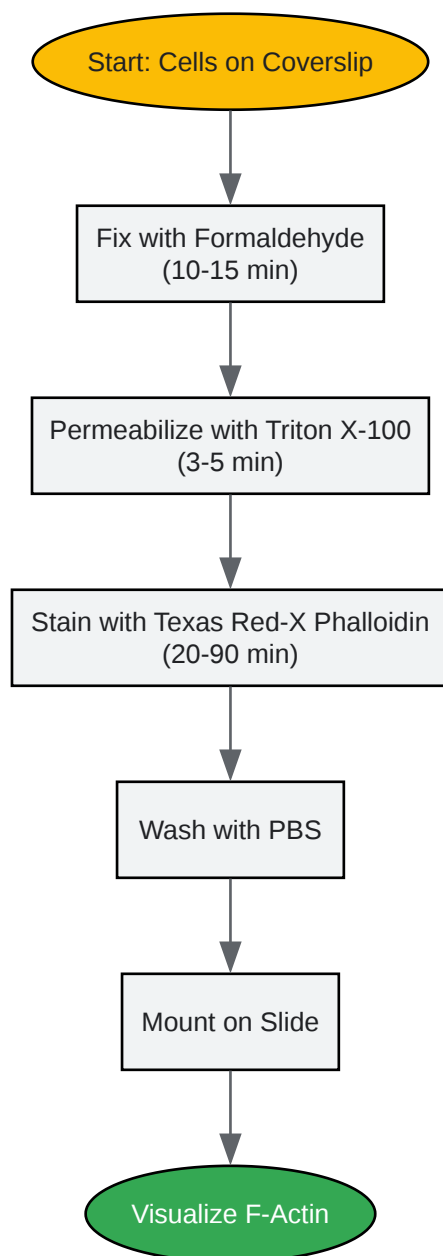 Start: Cells on Coverslip
Fix with Formaldehyde
(10-15 min)
Permeabilize with Triton X-100
(3-5 min)
Stain with Texas Red-X Phalloidin
(20-90 min)
Wash with PBS
Mount on Slide
Visualize F-Actin